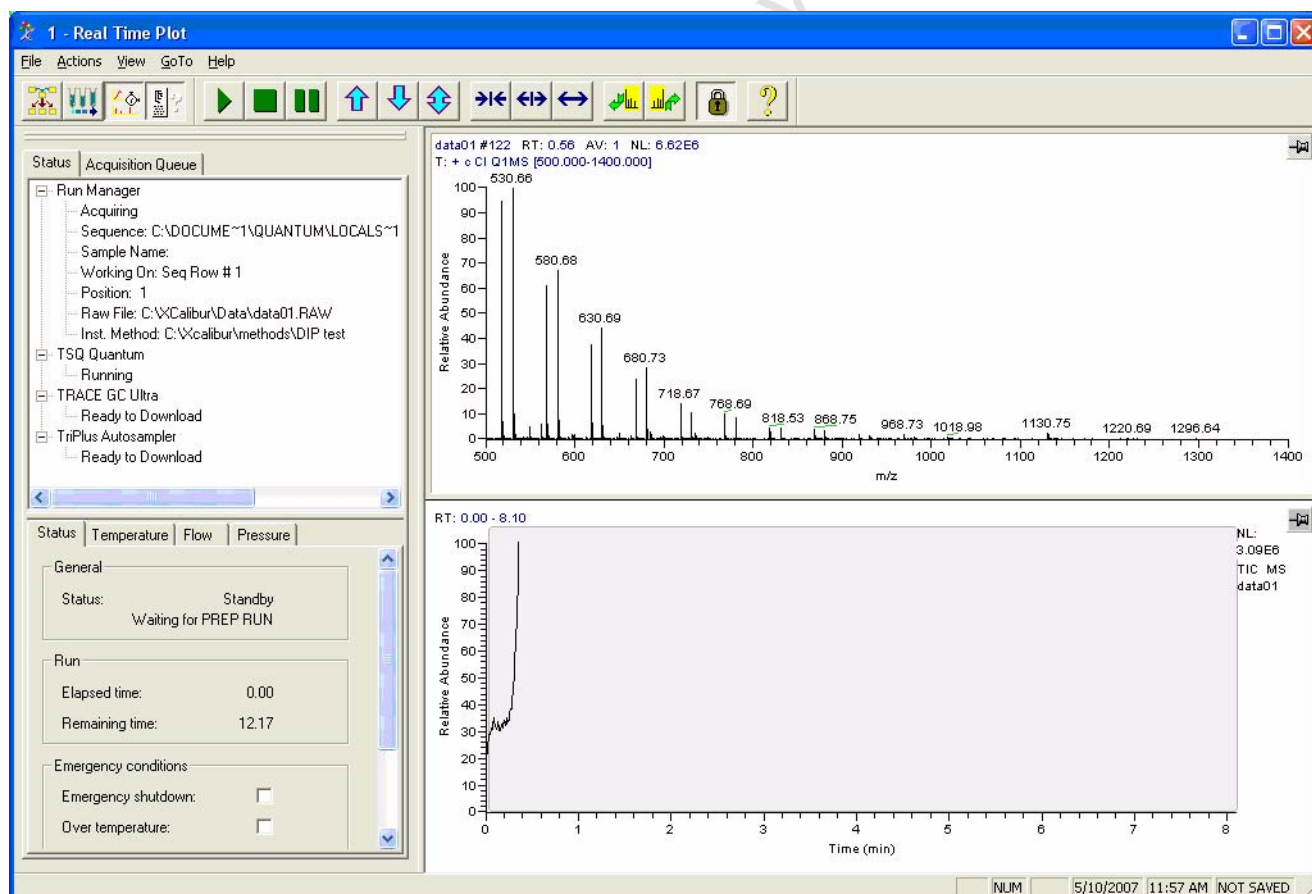 1 - Real Time Plot
File Actions View GoTo Help
Status Acquisition Queue
Run Manager
Acquiring
Sequence: C:\DOCUME~1\QUANTUM\LOCALS~1
Sample Name:
Working On: Seq Row # 1
Position: 1
Raw File: C:\XCalibur\Data\data01.RAW
Inst. Method: C:\Xcalibur\methods\DIP test
TSQ Quantum
Running
TRACE GC Ultra
Ready to Download
TriPlus Autosampler
Ready to Download
Status Temperature Flow Pressure
General
Status: Standby
Waiting for PREP RUN
Run
Elapsed time: 0.00
Remaining time: 12.17
Emergency conditions
Emergency shutdown:
Over temperature:
data01 #122 RT: 0.56 AV: 1 NL: 6.62E6
T: + c CI Q1MS [500.000-1400.000]
Relative Abundance
100
90
80
70
60
50
40
30
20
10
0
530.66
580.68
630.69
680.73
718.67
768.69
818.53
868.75
968.73
1018.98
1130.75
1220.69
1296.64
500 600 700 800 900 1000 1100 1200 1300 1400
m/z
RT: 0.00 - 8.10
NL:
3.09E6
TIC MS
data01
Relative Abundance
100
90
80
70
60
50
40
30
20
10
0
0 1 2 3 4 5 6 7 8
Time (min)
NUM 5/10/2007 11:57 AM NOT SAVED